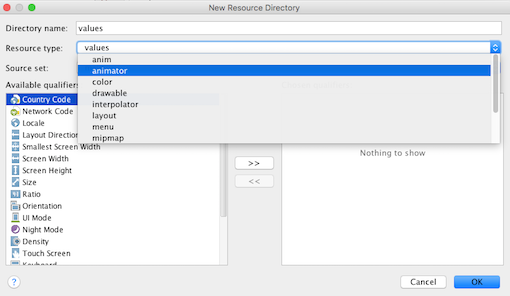 New Resource Directory
Directory name: values
Resource type: values
anim
Source set: animator
color
Available qualifiers drawable
Country Code interpolator
Network Code layout
Locale menu
Layout Direction mipmap
Smallest Screen Width
Screen Width
Screen Height
Size
Ratio
Orientation
UI Mode
Night Mode
Density
Touch Screen
Keyboard
>>
<<
Nothing to show
?
Cancel
OK